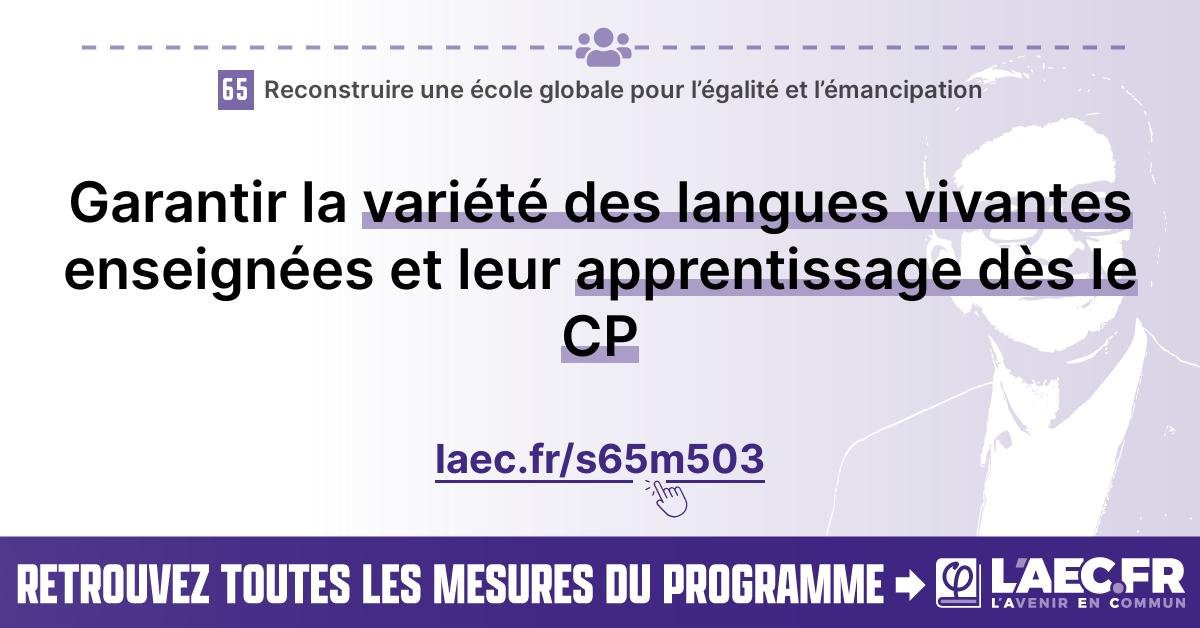 65 Reconstruire une école globale pour l’égalité et l’émancipation
Garantir la variété des langues vivantes
enseignées et leur apprentissage dès le
CP
laec.fr/s65m503
RETROUVEZ TOUTES LES MESURES DU PROGRAMME
L'AEC.FR
L'AVENIR EN COMMUN